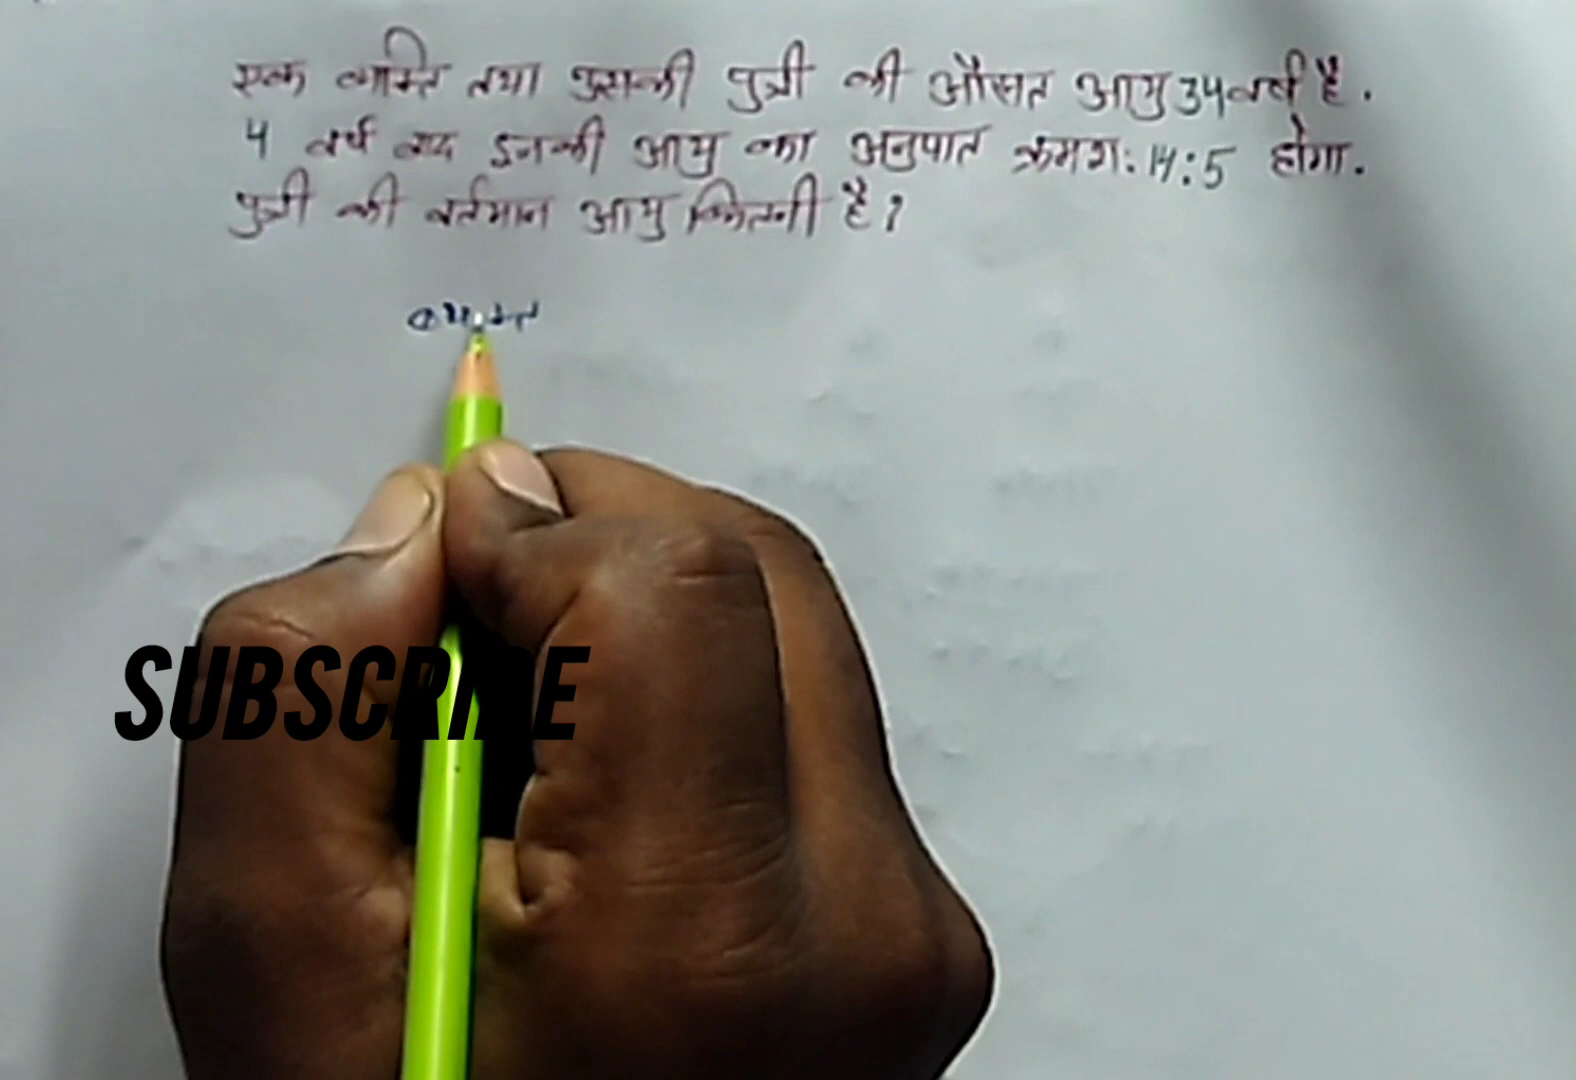 एक व्यक्ति तथा उसकी पुत्री की औसत आयु 34 वर्ष है.
4 वर्ष बाद इनकी आयु का अनुपात क्रमशः 14:5 होगा.
पुत्री की वर्तमान आयु कितनी है?
SUBSCRIBE